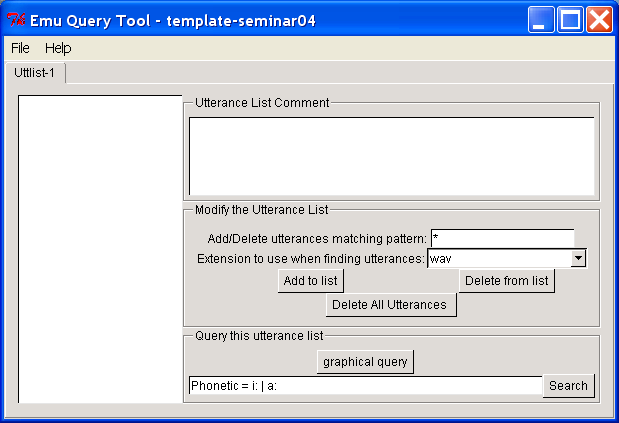 Emu Query Tool - template-seminar04
File Help
Uttlist-1
Utterance List Comment
Modify the Utterance List
Add/Delete utterances matching pattern: *
Extension to use when finding utterances: wav
Add to list Delete from list
Delete All Utterances
Query this utterance list
graphical query
Phonetic = i: | a: Search